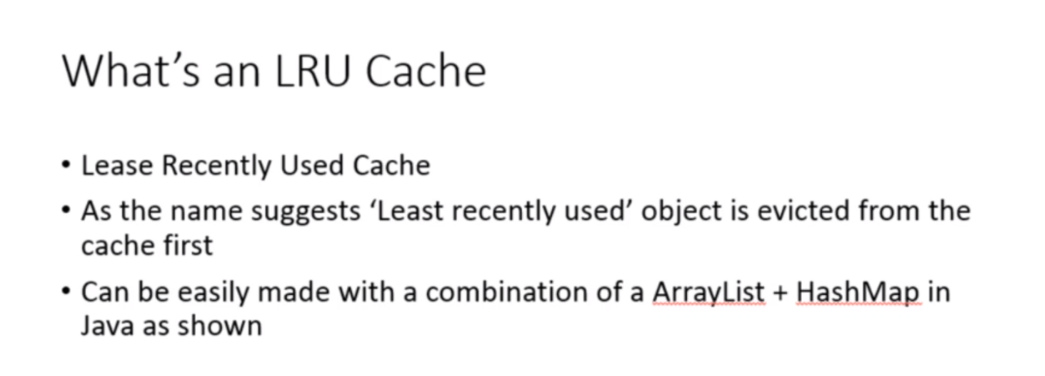 What's an LRU Cache
• Lease Recently Used Cache
• As the name suggests ‘Least recently used’ object is evicted from the
cache first
• Can be easily made with a combination of a ArrayList + HashMap in
Java as shown